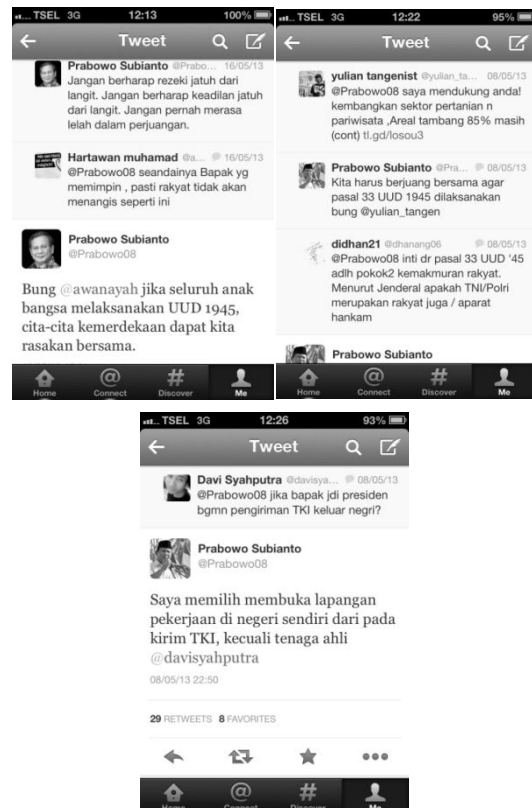 TSEL 3G 12:13 100%
Tweet
Prabowo Subianto @Prabo... 16/05/13
Jangan berharap rezeki jatuh dari
langit. Jangan berharap keadilan jatuh
dari langit. Jangan pernah merasa
lelah dalam perjuangan.
Hartawan muhamad @a... 16/05/13
@Prabowo08 seandainya Bapak yg
memimpin , pasti rakyat tidak akan
menangis seperti ini
Prabowo Subianto
@Prabowo08
Bung @awanayah jika seluruh anak
bangsa melaksanakan UUD 1945,
cita-cita kemerdekaan dapat kita
rasakan bersama.
Home Connect Discover Me
TSEL 3G 12:22 95%
Tweet
yulian tangenist @yulian_ta... 08/05/13
@Prabowo08 saya mendukung anda!
kembangkan sektor pertanian n
pariwisata ,Areal tambang 85% masih
(cont) tl.gd/losou3
Prabowo Subianto @Pra... 08/05/13
Kita harus berjuang bersama agar
pasal 33 UUD 1945 dilaksanakan
bung @yulian_tangen
didhan21 @dhanang06 08/05/13
@Prabowo08 inti dr pasal 33 UUD '45
adlh pokok2 kemakmuran rakyat.
Menurut Jenderal apakah TNI/Polri
merupakan rakyat juga / aparat
hankam
Prabowo Subianto
Home Connect Discover Me
TSEL 3G 12:26 93%
Tweet
Davi Syahputra @davisya... 08/05/13
@Prabowo08 jika bapak jdi presiden
bgmn pengiriman TKI keluar negri?
Prabowo Subianto
@Prabowo08
Saya memilih membuka lapangan
pekerjaan di negeri sendiri dari pada
kirim TKI, kecuali tenaga ahli
@davisyahputra
08/05/13 22:50
29 RETWEETS 8 FAVORITES
Home Connect Discover Me